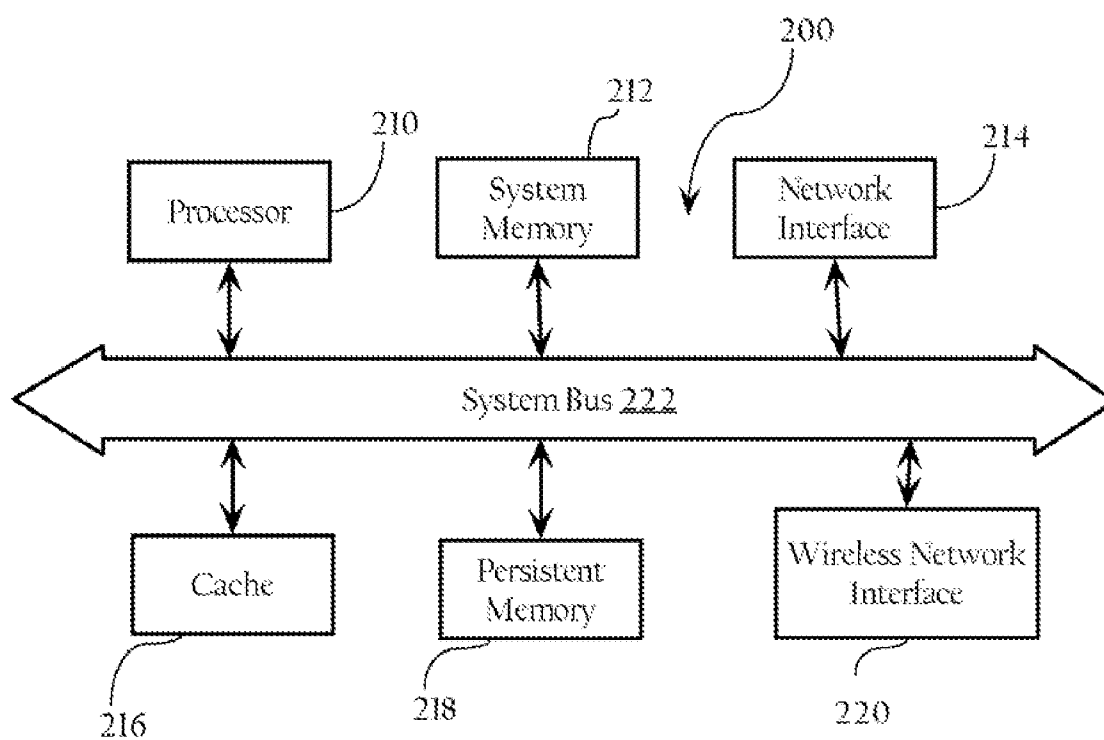 200
212
210
214
Processor
System
Memory
Network
Interface
System Bus 222
Cache
Persistent
Memory
Wireless Network
Interface
216
218
220